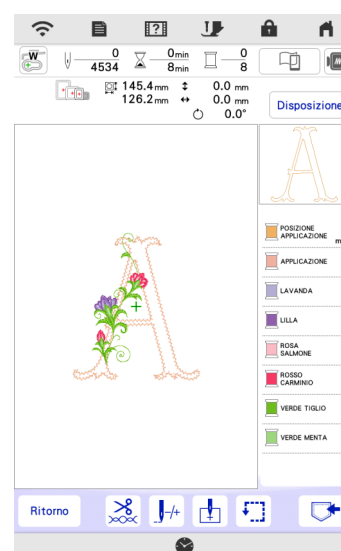 W
0
4534
0min
8min
0
8
145.4mm
126.2mm
0.0 mm
0.0 mm
0.0°
Disposizione
POSIZIONE
APPLICAZIONE
m
APPLICAZIONE
LAVANDA
LILLA
ROSA
SALMONE
ROSSO
CARMINIO
VERDE TIGLIO
VERDE MENTA
A
Ritorno
-/+